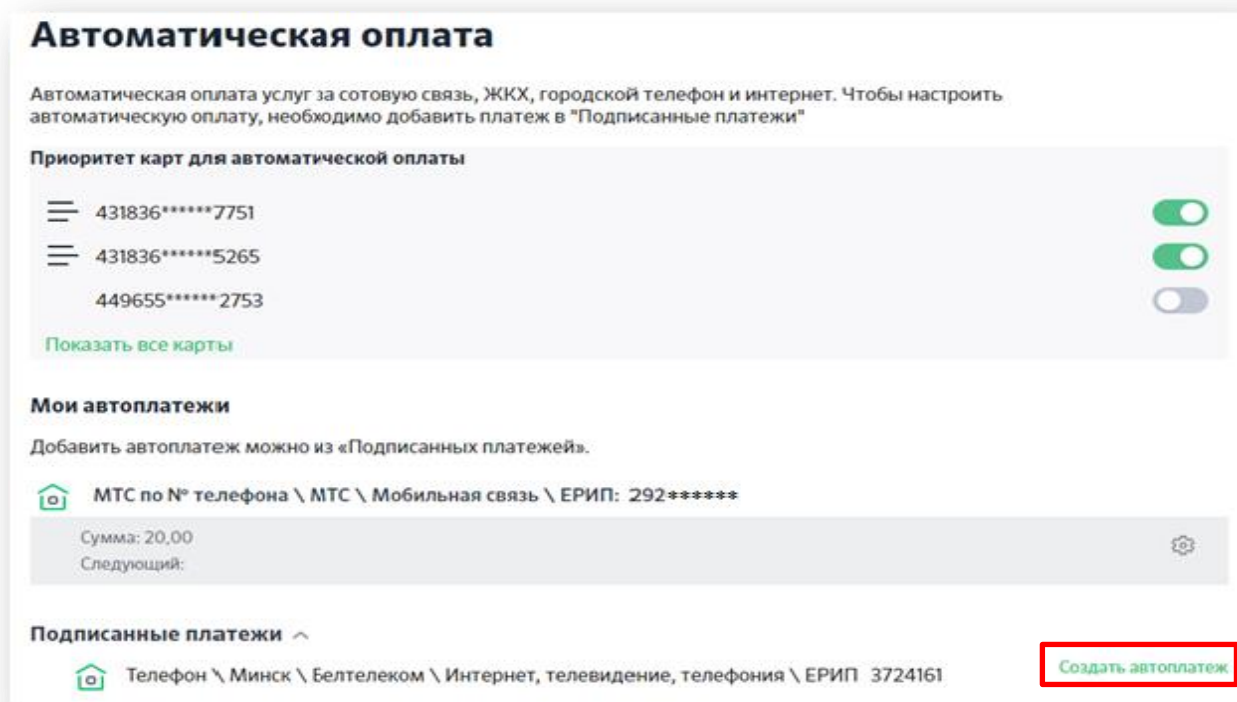 Автоматическая оплата
Автоматическая оплата услуг за сотовую связь, ЖКХ, городской телефон и интернет. Чтобы настроить
автоматическую оплату, необходимо добавить платеж в "Подписанные платежи"
Приоритет карт для автоматической оплаты
431836******7751
431836******5265
449655******2753
Показать все карты
Мои автоплатежи
Добавить автоплатеж можно из «Подписанных платежей».
МТС по № телефона \ МТС \ Мобильная связь \ ЕРИП: 292******
Сумма: 20,00
Следующий:
Подписанные платежи
Телефон \ Минск \ Белтелеком \ Интернет, телевидение, телефония \ ЕРИП 3724161
Создать автоплатеж